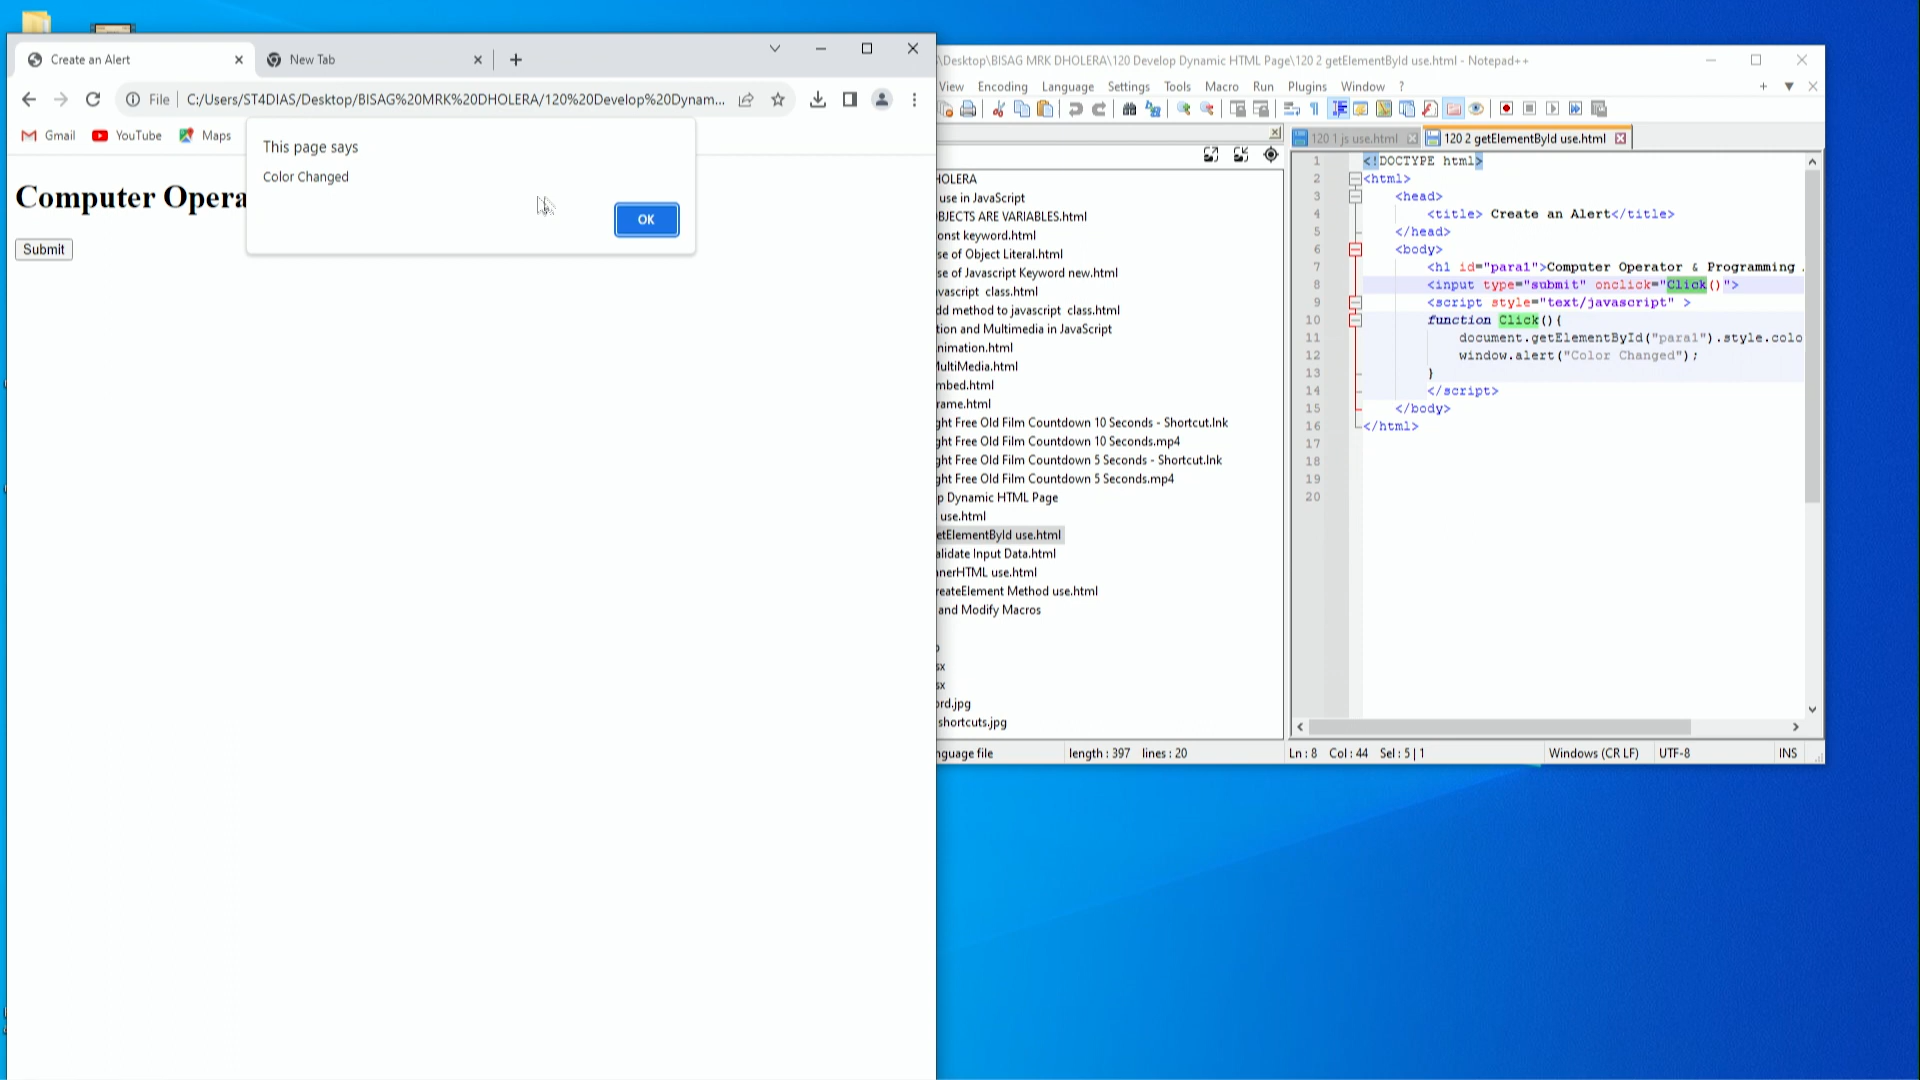 Create an Alert
New Tab
File
C:/Users/ST4DIAS/Desktop/BISAG%20MRK%20DHOLERA/120%20Develop%20Dynam...
Gmail
YouTube
Maps
This page says
Color Changed
OK
Computer Opera
Submit
\Desktop\BISAG MRK DHOLERA\120 Develop Dynamic HTML Page\120 2 getElementById use.html - Notepad++
View Encoding Language Settings Tools Macro Run Plugins Window ?
HOLERA
use in JavaScript
BJECTS ARE VARIABLES.html
onst keyword.html
se of Object Literal.html
se of Javascript Keyword new.html
vascript class.html
dd method to javascript class.html
tion and Multimedia in JavaScript
nimation.html
MultiMedia.html
mbed.html
rame.html
ght Free Old Film Countdown 10 Seconds - Shortcut.lnk
ght Free Old Film Countdown 10 Seconds.mp4
ght Free Old Film Countdown 5 Seconds - Shortcut.lnk
ght Free Old Film Countdown 5 Seconds.mp4
p Dynamic HTML Page
use.html
etElementById use.html
alidate Input Data.html
nerHTML use.html
reateElement Method use.html
and Modify Macros
sx
sx
ord.jpg
shortcuts.jpg
120 1 js use.html
120 2 getElementById use.html
1 <!DOCTYPE html>
2 <html>
3 <head>
4 <title> Create an Alert</title>
5 </head>
6 <body>
7 <h1 id="para1">Computer Operator & Programming
8 <input type="submit" onclick="Click()">
9 <script style="text/javascript" >
10 function Click(){
11 document.getElementById("para1").style.colo
12 window.alert("Color Changed");
13 }
14 </script>
15 </body>
16 </html>
17
18
19
20
nguage file
length : 397 lines : 20
Ln : 8 Col : 44 Sel : 5 | 1
Windows (CR LF)
UTF-8
INS